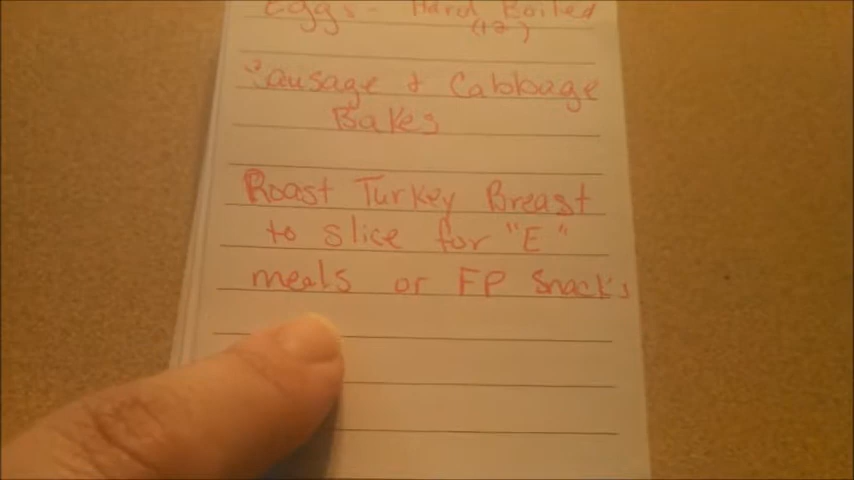 Eggs - Hard Boiled
(12)
Sausage & Cabbage
Bakes
Roast Turkey Breast
to slice for "E"
meals or FP Snacks